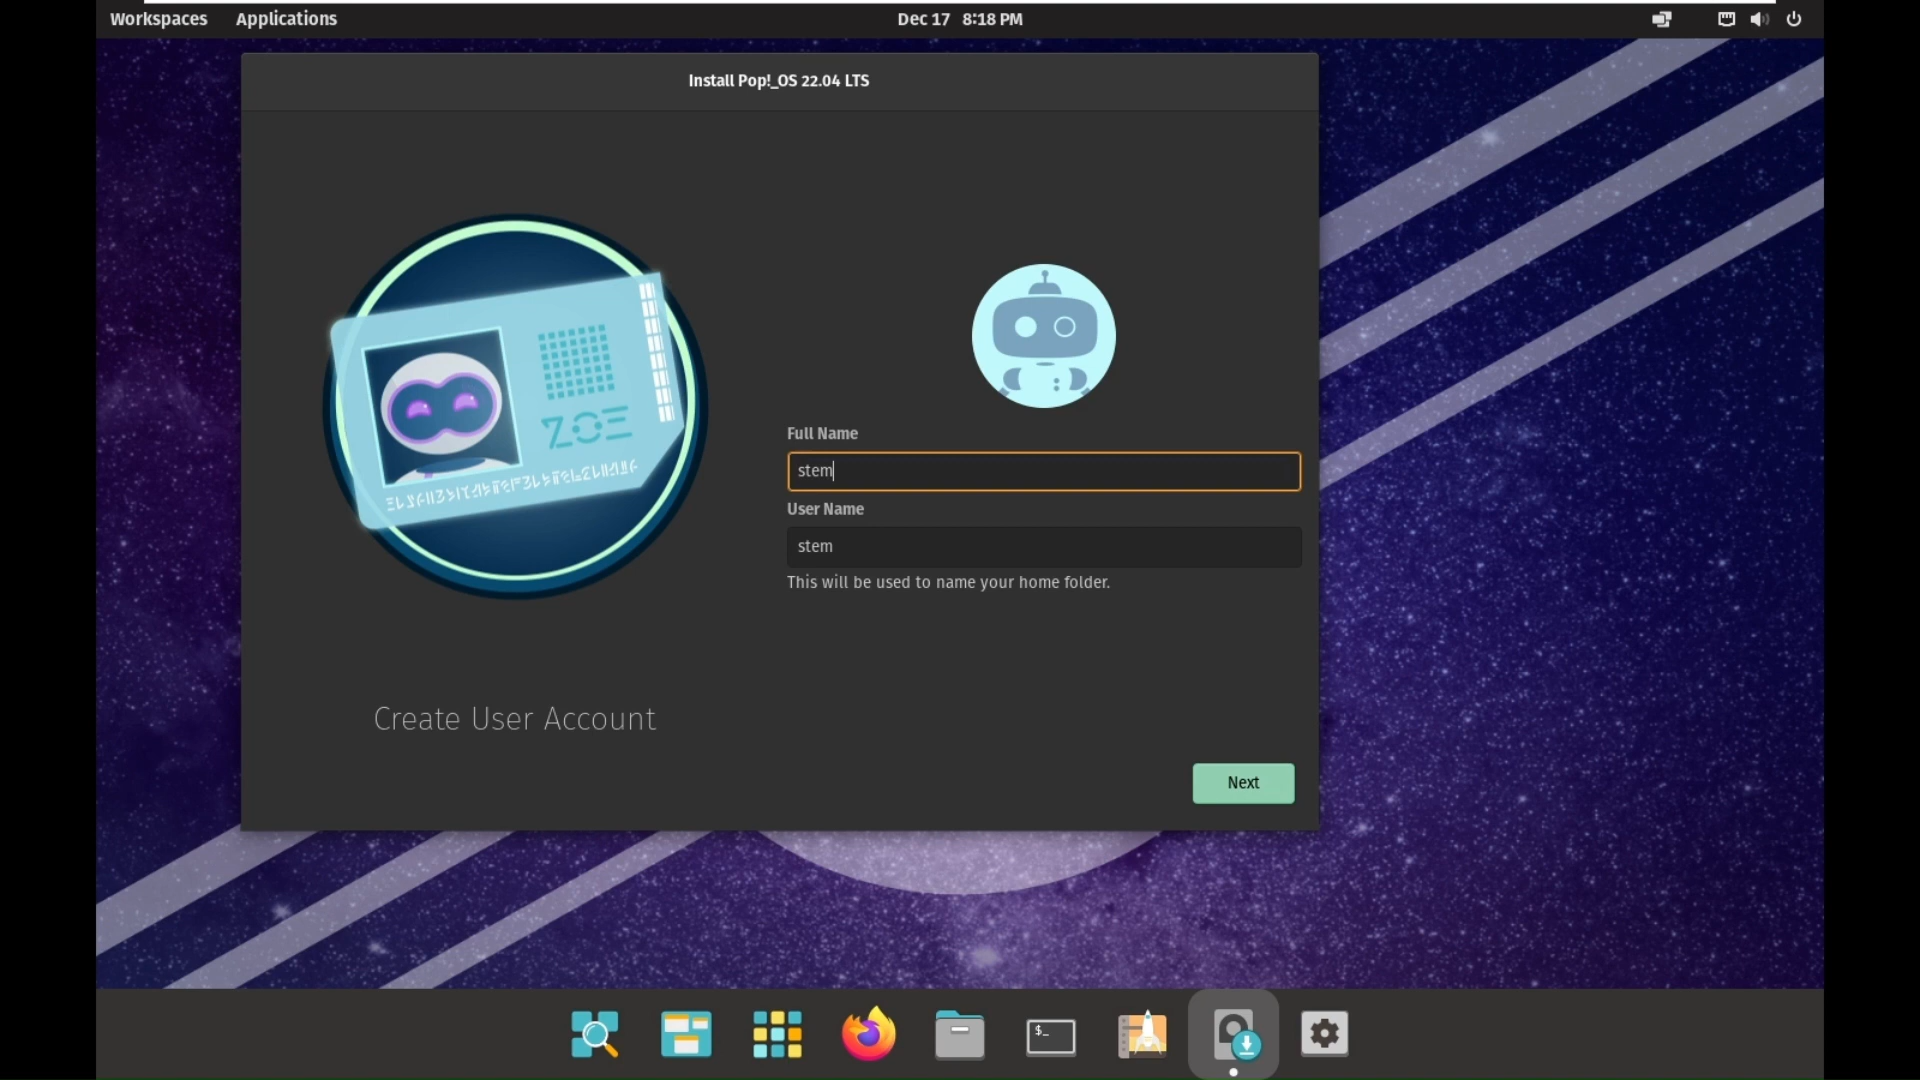 Workspaces Applications Dec 17 8:18 PM
Install Pop!_OS 22.04 LTS
ZOE
Full Name
stem
User Name
stem
This will be used to name your home folder.
Create User Account
Next
$_